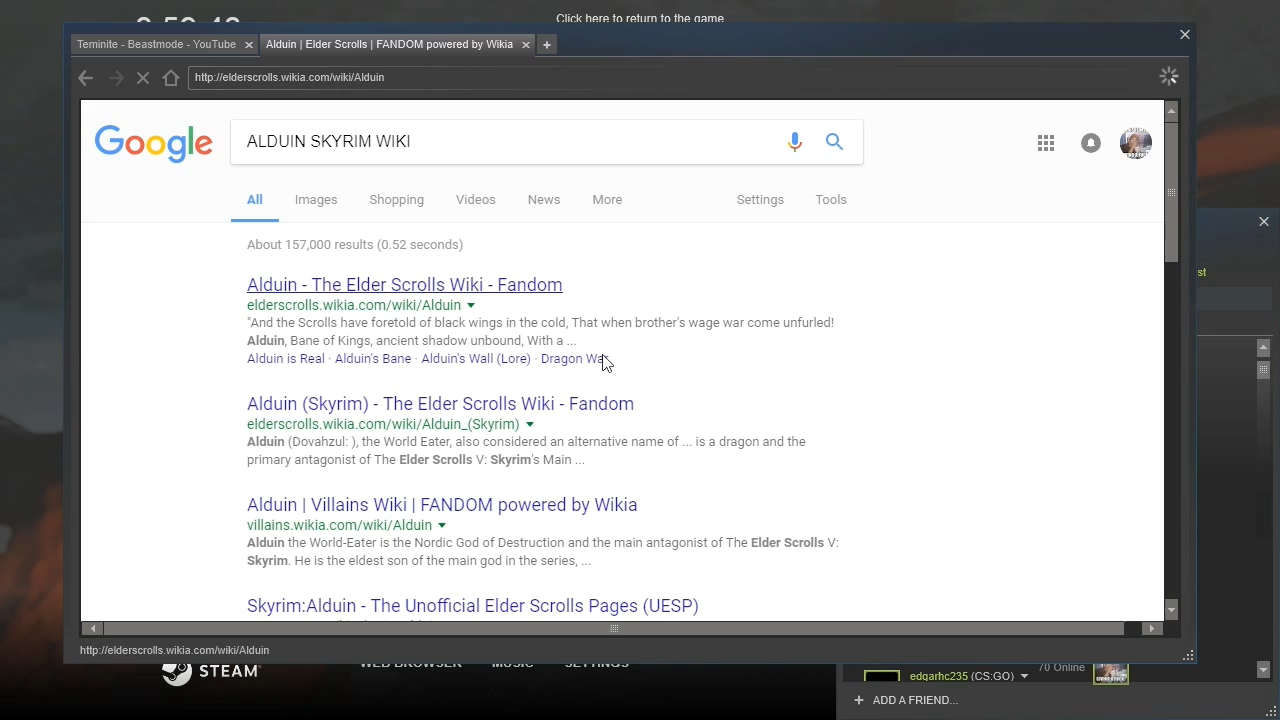 Click here to return to the game
Teminite - Beastmode - YouTube
Alduin | Elder Scrolls | FANDOM powered by Wikia
http://elderscrolls.wikia.com/wiki/Alduin
Google
ALDUIN SKYRIM WIKI
All Images Shopping Videos News More Settings Tools
About 157,000 results (0.52 seconds)
Alduin - The Elder Scrolls Wiki - Fandom
elderscrolls.wikia.com/wiki/Alduin
"And the Scrolls have foretold of black wings in the cold, That when brother's wage war come unfurled!
Alduin, Bane of Kings, ancient shadow unbound, With a ...
Alduin is Real · Alduin's Bane · Alduin's Wall (Lore) · Dragon
Alduin (Skyrim) - The Elder Scrolls Wiki - Fandom
elderscrolls.wikia.com/wiki/Alduin_(Skyrim)
Alduin (Dovahzul: ), the World Eater, also considered an alternative name of ... is a dragon and the
primary antagonist of The Elder Scrolls V: Skyrim's Main ...
Alduin | Villains Wiki | FANDOM powered by Wikia
villains.wikia.com/wiki/Alduin
Alduin the World-Eater is the Nordic God of Destruction and the main antagonist of The Elder Scrolls V:
Skyrim. He is the eldest son of the main god in the series, ...
Skyrim:Alduin - The Unofficial Elder Scrolls Pages (UESP)
http://elderscrolls.wikia.com/wiki/Alduin
STEAM
WEB BROWSER MUSIC SETTINGS
70 Online
edgarhc235 (CS:GO)
+ ADD A FRIEND...